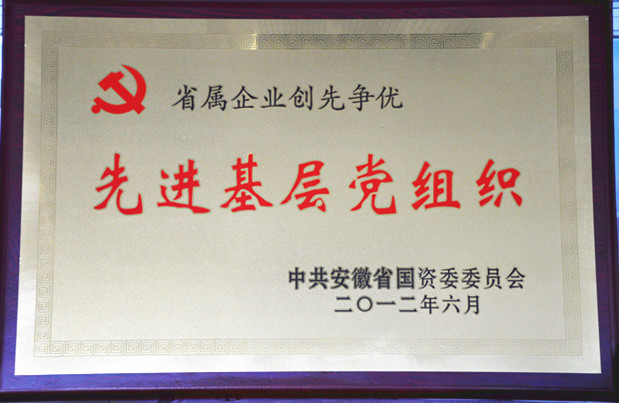 省属企业创先争优
先进基层党组织
中共安徽省国资委委员会
二〇一二年六月